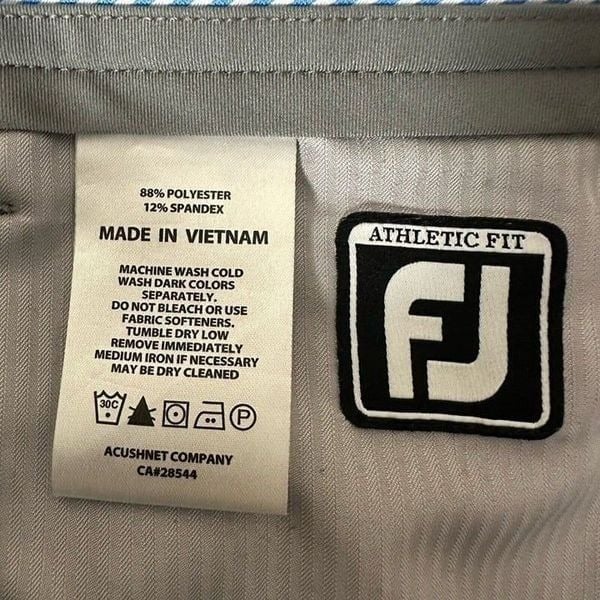 88% POLYESTER
12% SPANDEX
MADE IN VIETNAM
MACHINE WASH COLD
WASH DARK COLORS
SEPARATELY.
DO NOT BLEACH OR USE
FABRIC SOFTENERS.
TUMBLE DRY LOW
REMOVE IMMEDIATELY
MEDIUM IRON IF NECESSARY
MAY BE DRY CLEANED
30C P
ACUSHNET COMPANY
CA#28544
ATHLETIC FIT
FJ